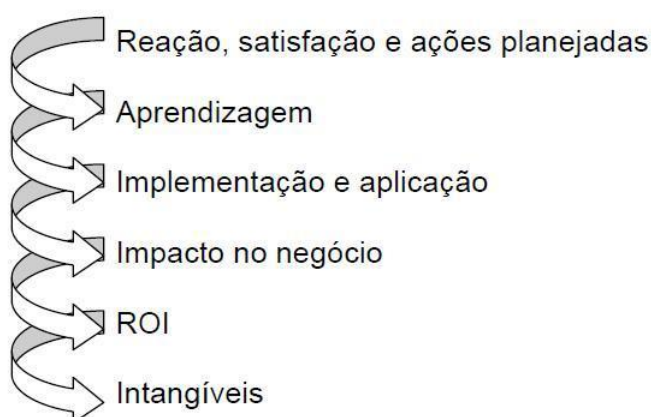 Reação, satisfação e ações planejadas
Aprendizagem
Implementação e aplicação
Impacto no negócio
ROI
Intangíveis